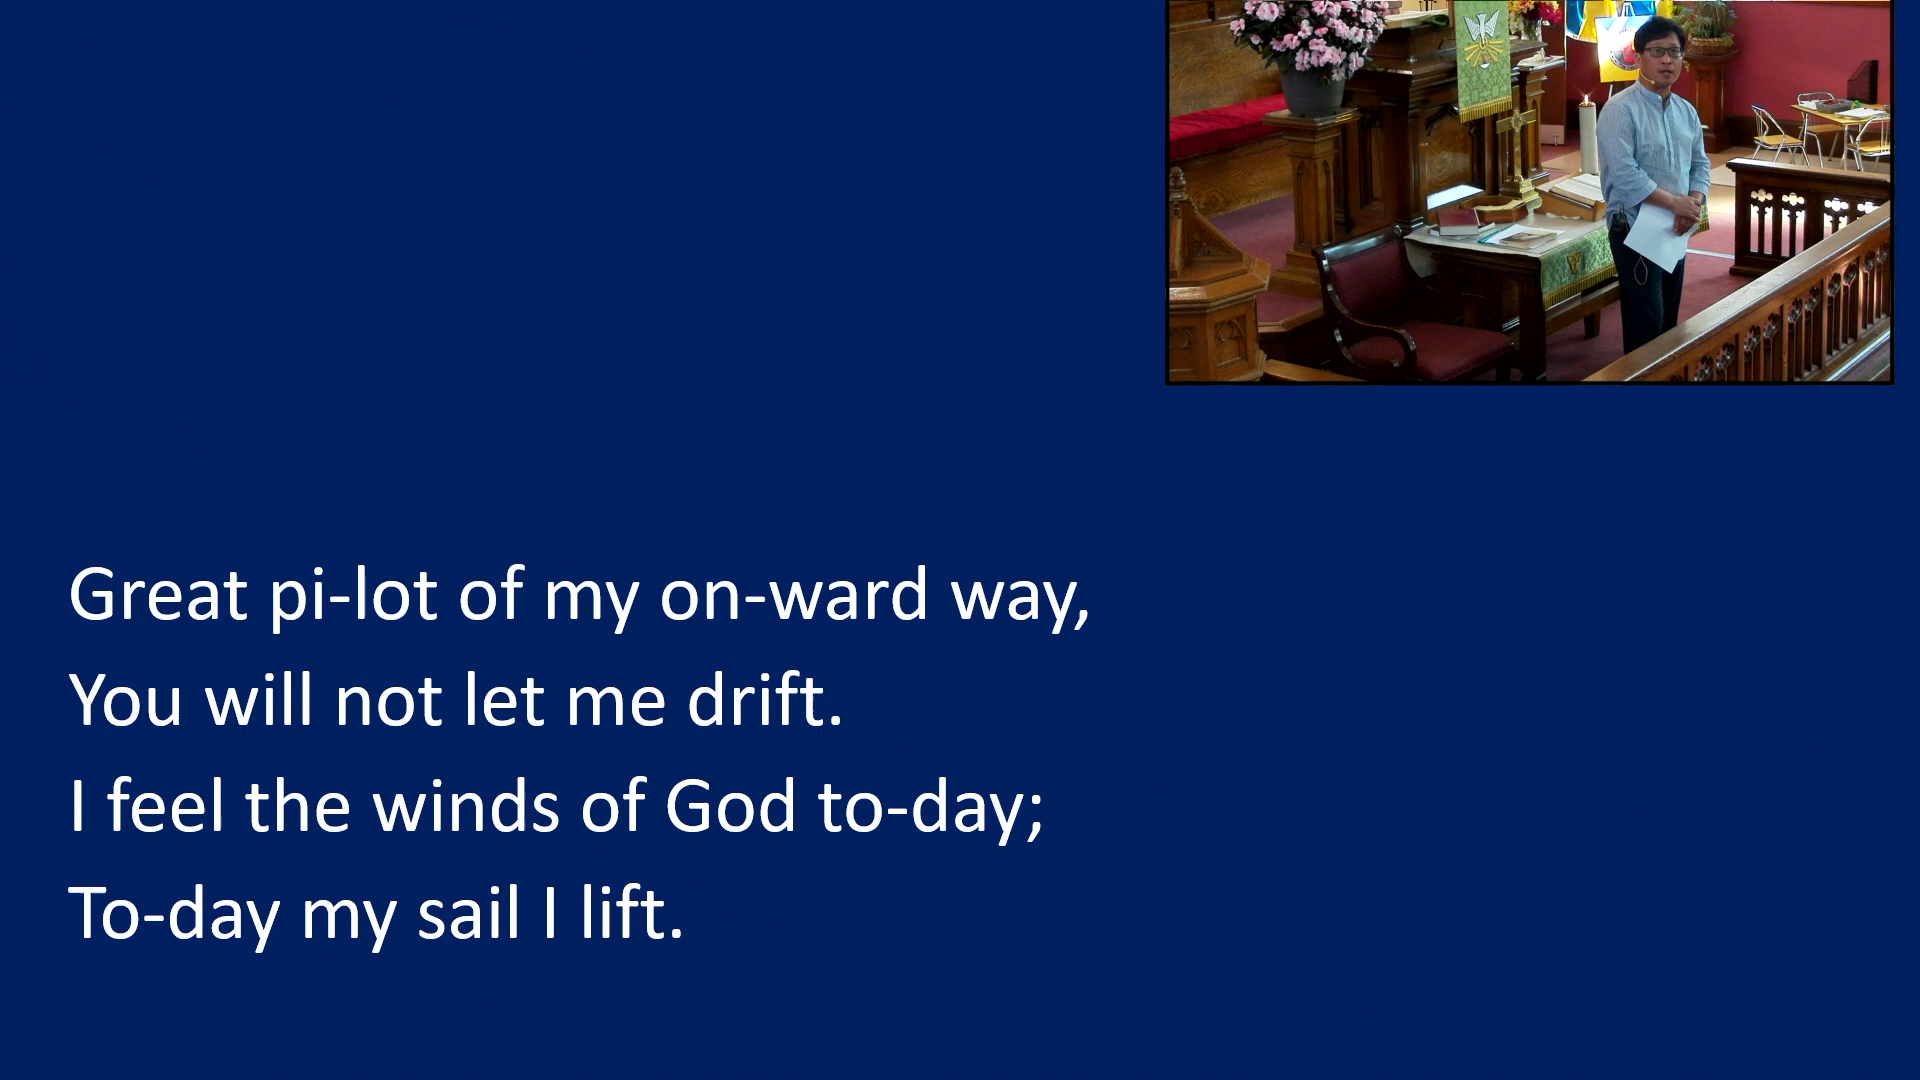 Great pi-lot of my on-ward way,
You will not let me drift.
I feel the winds of God to-day;
To-day my sail I lift.